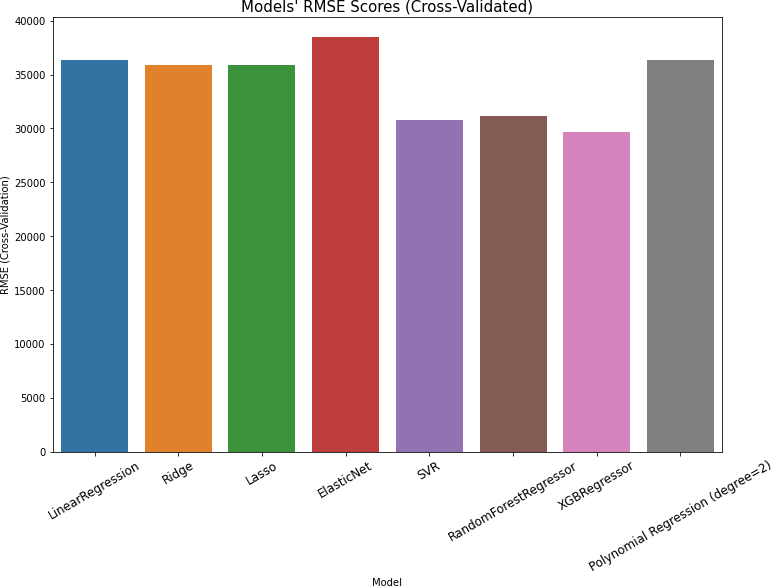 Models' RMSE Scores (Cross-Validated)
40000
35000
30000
25000
20000
15000
10000
5000
0
RMSE (Cross-Validation)
LinearRegression
Ridge
Lasso
ElasticNet
SVR
RandomForestRegressor
XGBRegressor
Polynomial Regression (degree=2)
Model